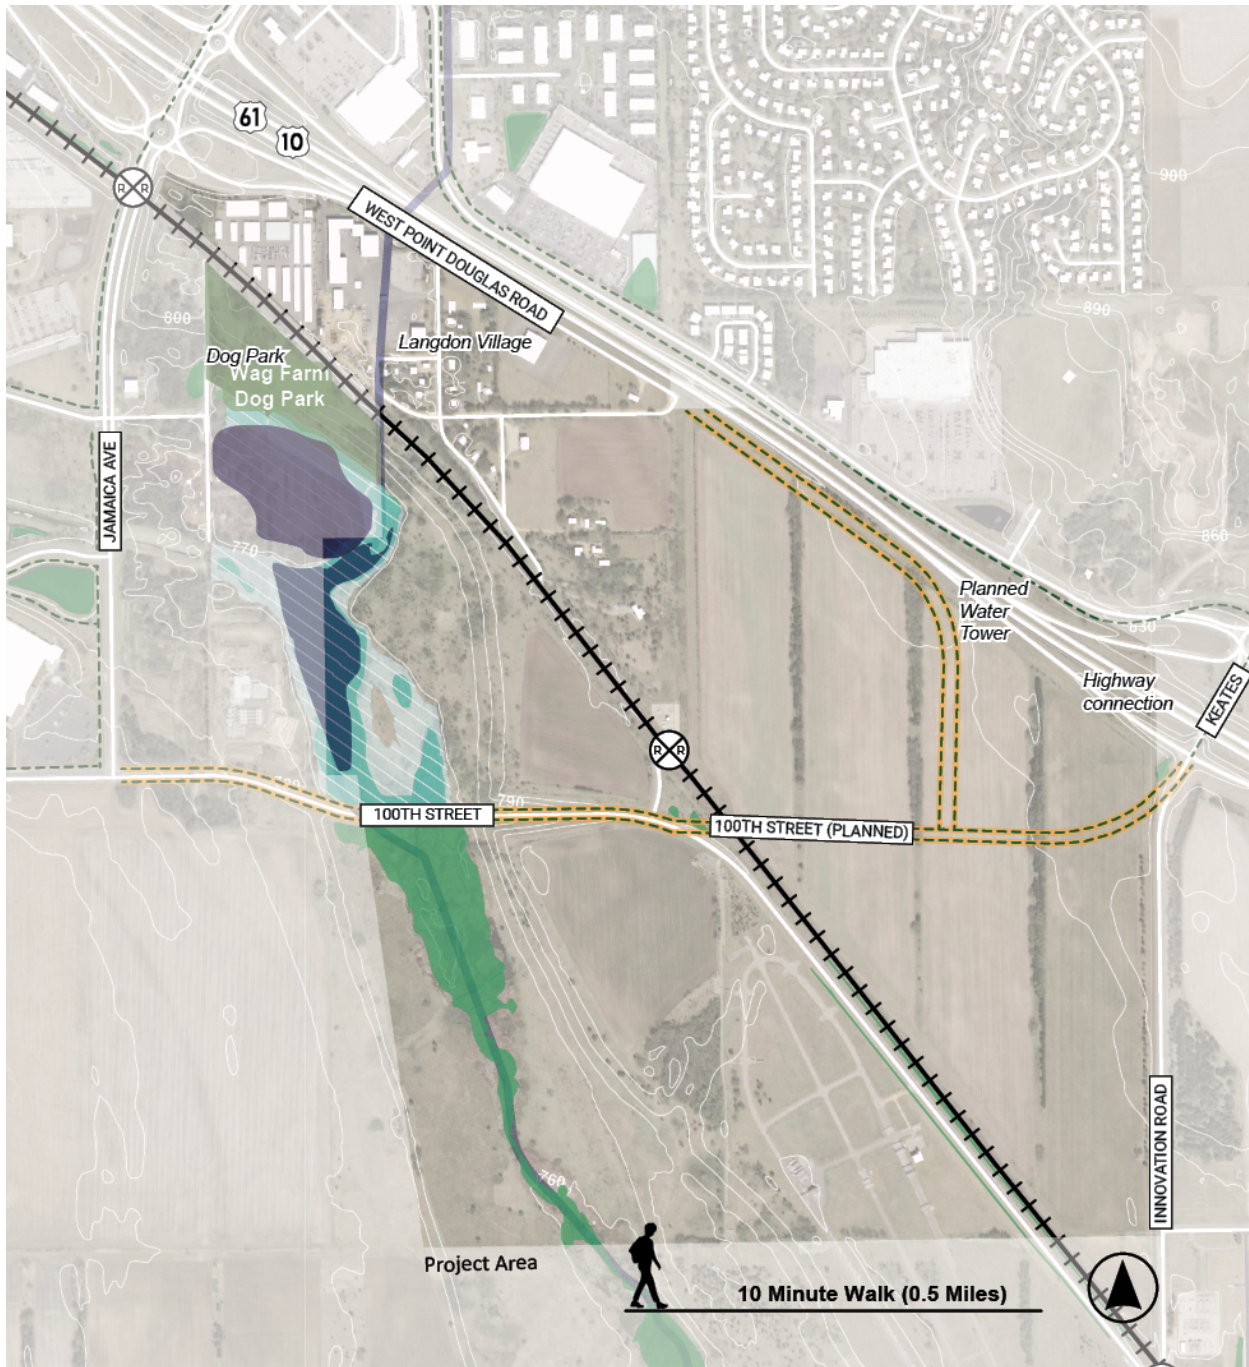 61
10
900
R R
WEST POINT DOUGLAS ROAD
890
800
Langdon Village
Dog Park
Wag Farm
Dog Park
JAMAICA AVE
860
770
Planned
Water
Tower
830
Highway
connection
KEATES
R R
790
100TH STREET
100TH STREET (PLANNED)
INNOVATION ROAD
760
Project Area
10 Minute Walk (0.5 Miles)